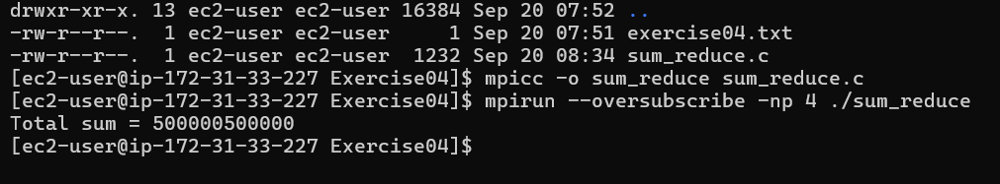 drwxr-xr-x. 13 ec2-user ec2-user 16384 Sep 20 07:52 ..
-rw-r--r--.  1 ec2-user ec2-user     1 Sep 20 07:51 exercise04.txt
-rw-r--r--.  1 ec2-user ec2-user  1232 Sep 20 08:34 sum_reduce.c
[ec2-user@ip-172-31-33-227 Exercise04]$ mpicc -o sum_reduce sum_reduce.c
[ec2-user@ip-172-31-33-227 Exercise04]$ mpirun --oversubscribe -np 4 ./sum_reduce
Total sum = 500000500000
[ec2-user@ip-172-31-33-227 Exercise04]$